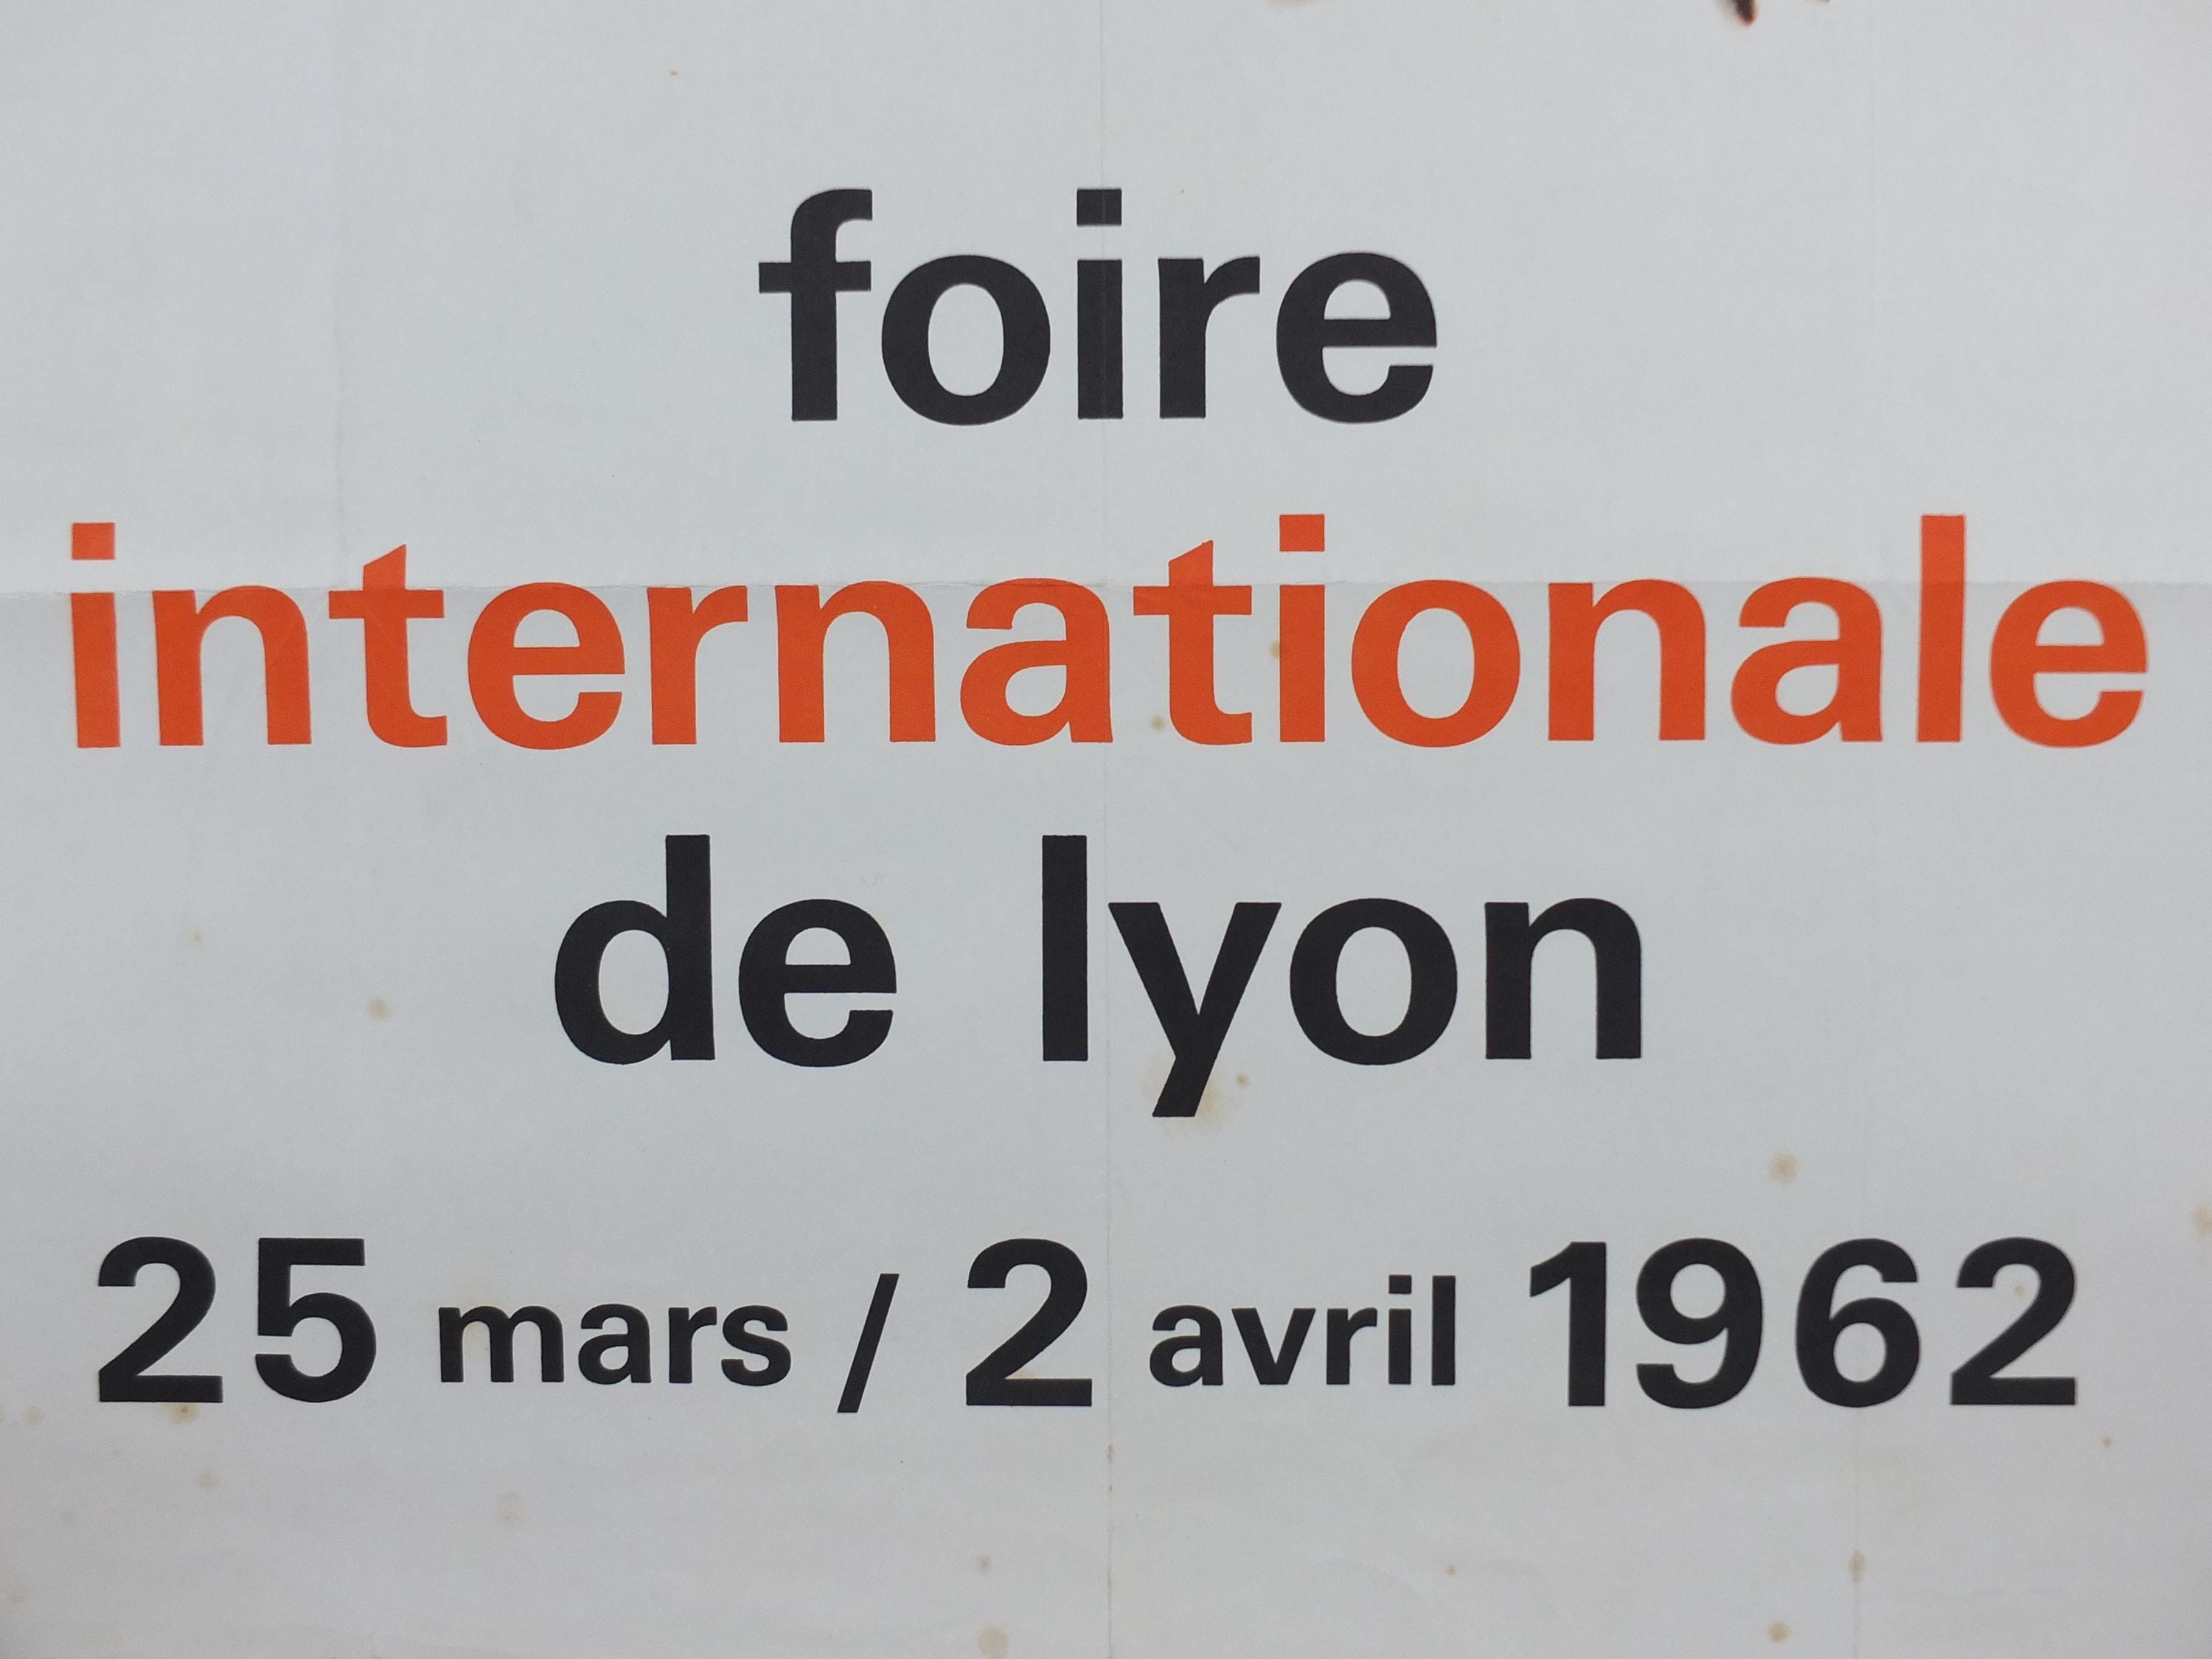 foire
internationale
de lyon
25 mars / 2 avril 1962